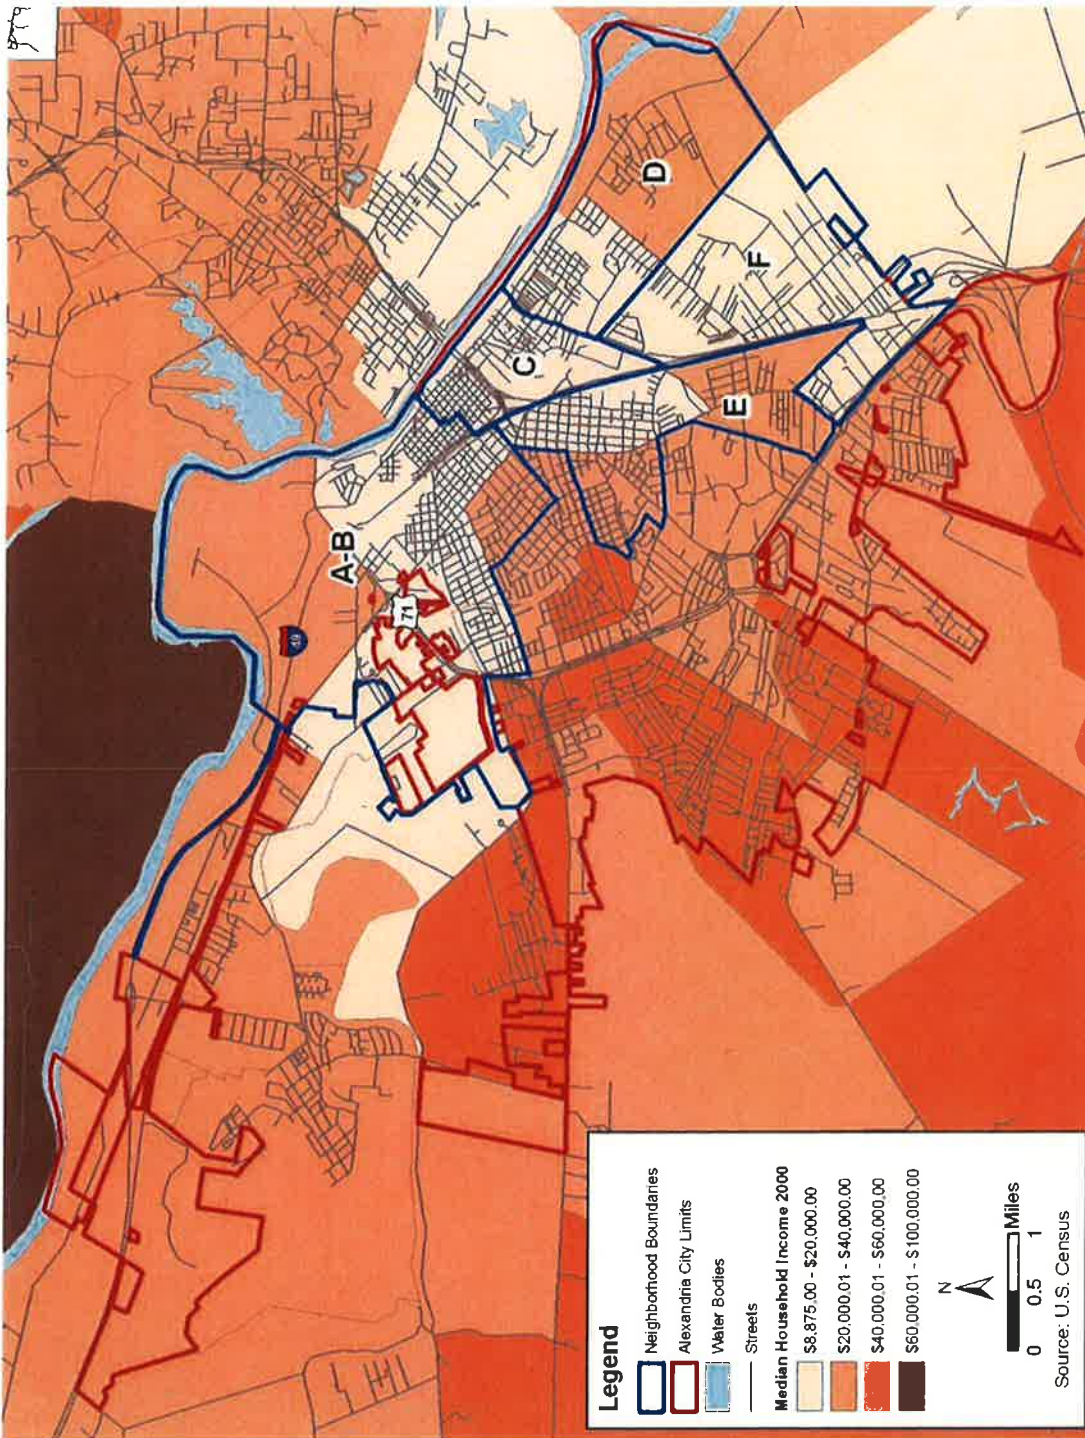 A-B
71
49
C
D
E
F
Legend
Neighborhood Boundaries
Alexandria City Limits
Water Bodies
Streets
Median Household Income 2000
$8,875.00 - $20,000.00
$20,000.01 - $40,000.00
$40,000.01 - $60,000.00
$60,000.01 - $100,000.00
N
0 0.5 1 Miles
Source: U.S. Census